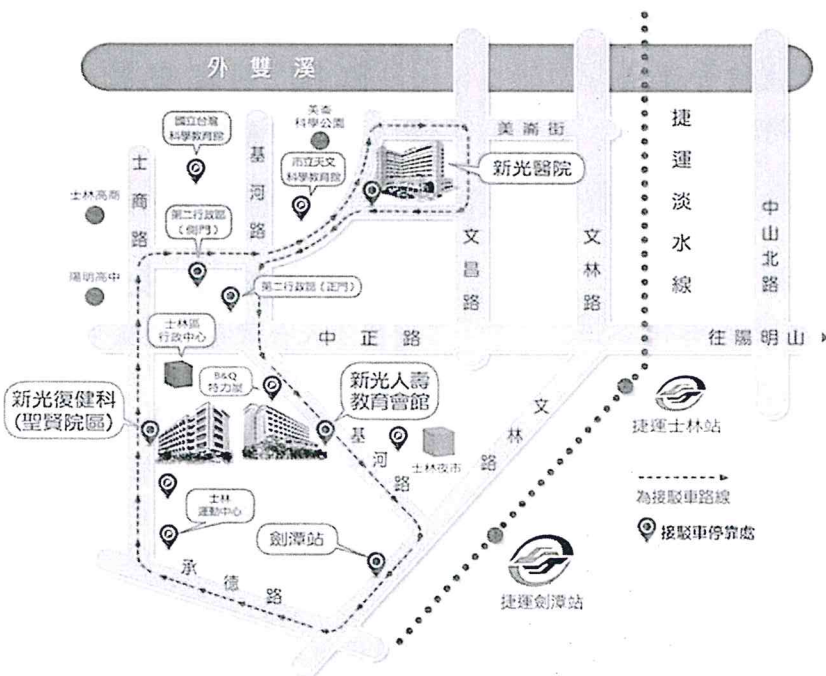 外雙溪
國立台灣
科學教育館
美崙
科學公園
美崙街
新光醫院
市立天文
科學教育館
士林高商
士商路
基河路
第二行政區
(側門)
文昌路
文林路
捷運淡水線
中山北路
陽明高中
第二行政區(正門)
中正路
往陽明山
士林區
行政中心
B&Q
特力屋
新光人壽
教育會館
新光復健科
(聖賢院區)
基河路
士林夜市
文林路
捷運士林站
士林
運動中心
為接駁車路線
接駁車停靠處
劍潭站
承德路
捷運劍潭站